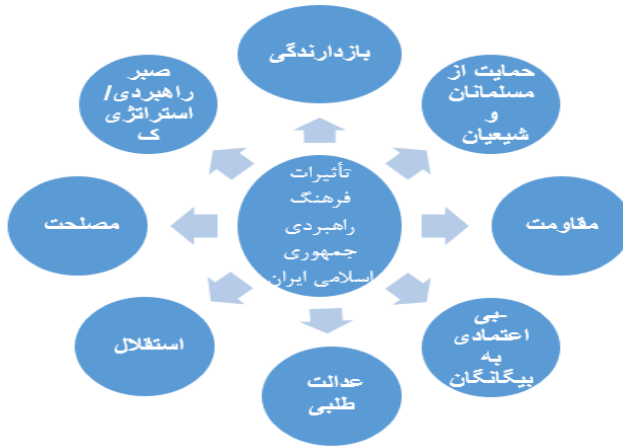 بازدارندگی
حمایت از
مسلمانان
و
شیعیان
مقاومت
بی-
اعتمادی
به
بیگانگان
عدالت
طلبی
استقلال
مصلحت
صبر
راهبردی/
استراتژی
ک
تأثیرات
فرهنگ
راهبردی
جمهوری
اسلامی ایران